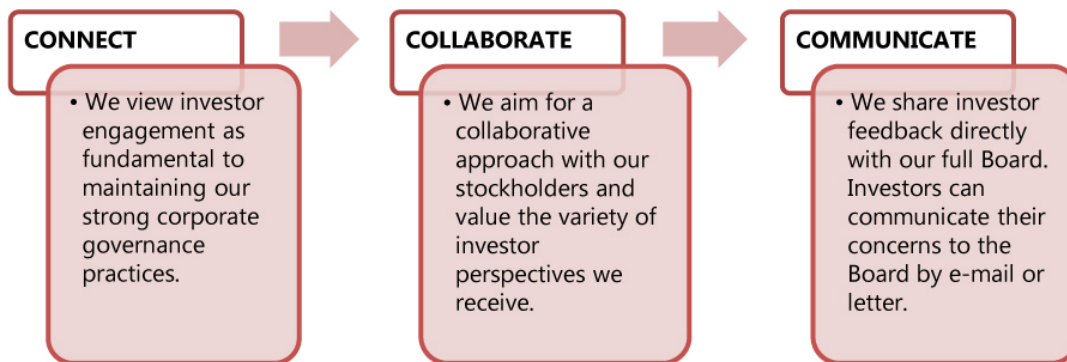 CONNECT
• We view investor
engagement as
fundamental to
maintaining our
strong corporate
governance
practices.
COLLABORATE
• We aim for a
collaborative
approach with our
stockholders and
value the variety of
investor
perspectives we
receive.
COMMUNICATE
• We share investor
feedback directly
with our full Board.
Investors can
communicate their
concerns to the
Board by e-mail or
letter.